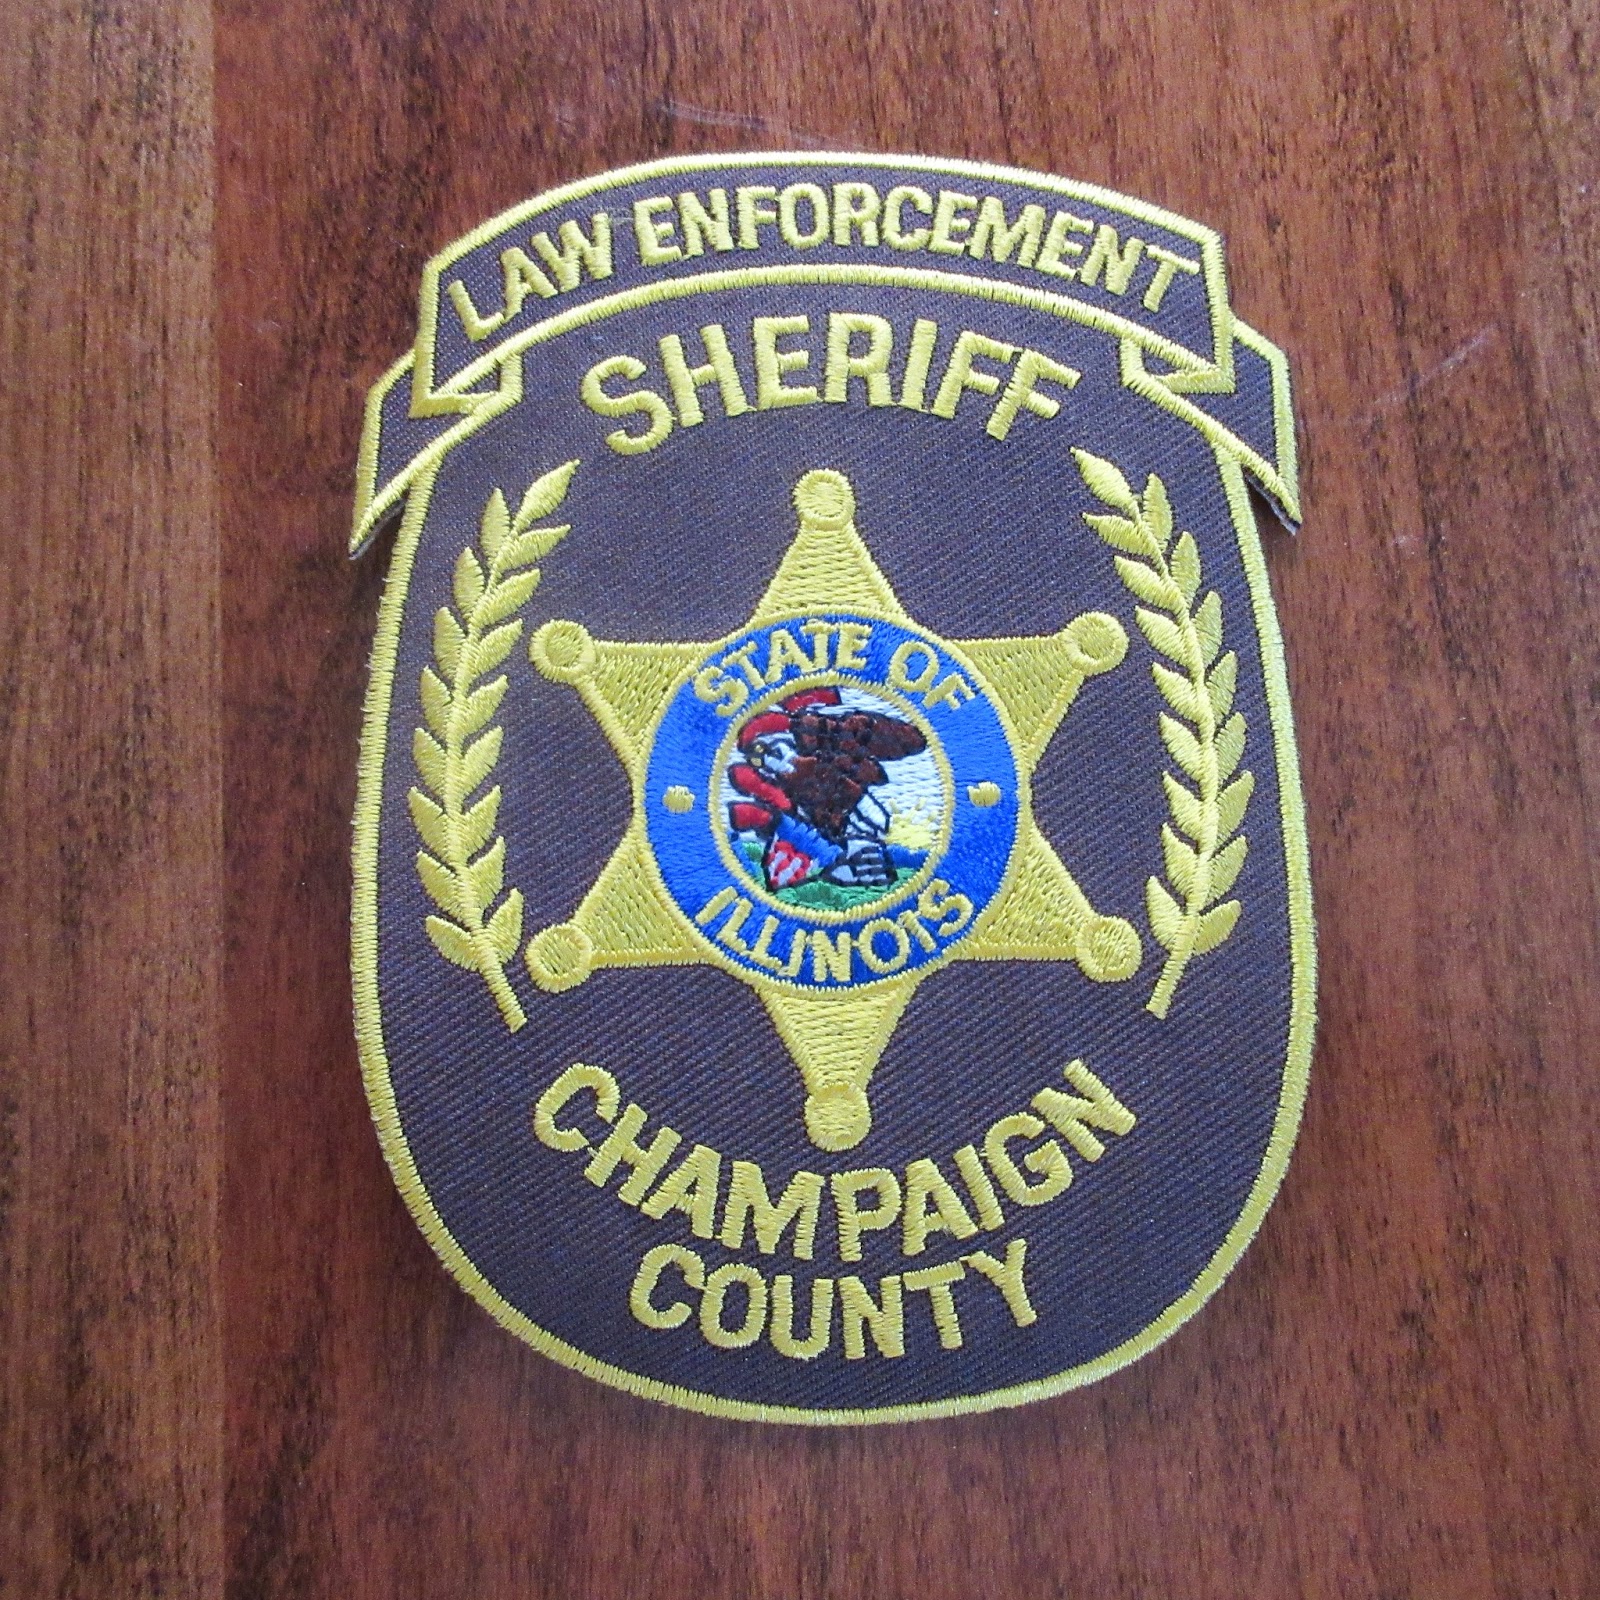 LAW ENFORCEMENT
SHERIFF
STATE OF
ILLINOIS
CHAMPAIGN
COUNTY